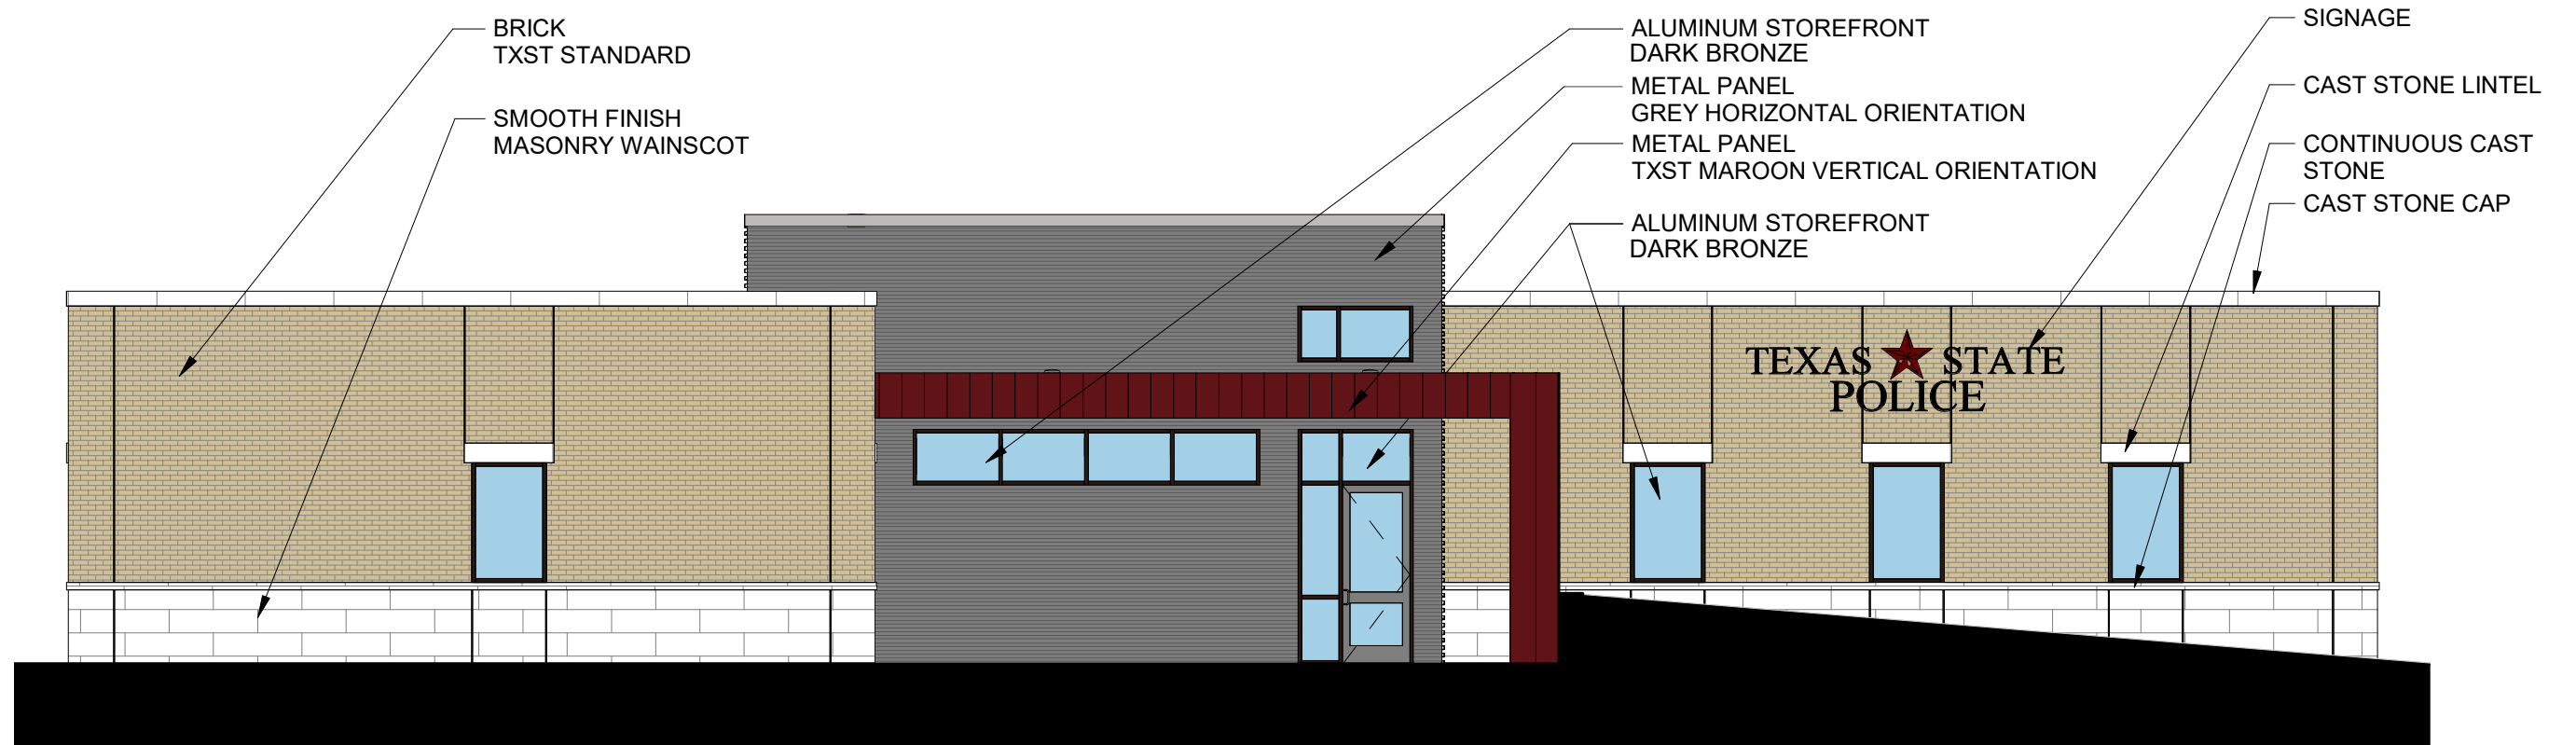 BRICK
TXST STANDARD
SMOOTH FINISH
MASONRY WAINSCOT
ALUMINUM STOREFRONT
DARK BRONZE
METAL PANEL
GREY HORIZONTAL ORIENTATION
METAL PANEL
TXST MAROON VERTICAL ORIENTATION
ALUMINUM STOREFRONT
DARK BRONZE
SIGNAGE
CAST STONE LINTEL
CONTINUOUS CAST
STONE
CAST STONE CAP
TEXAS STATE
POLICE